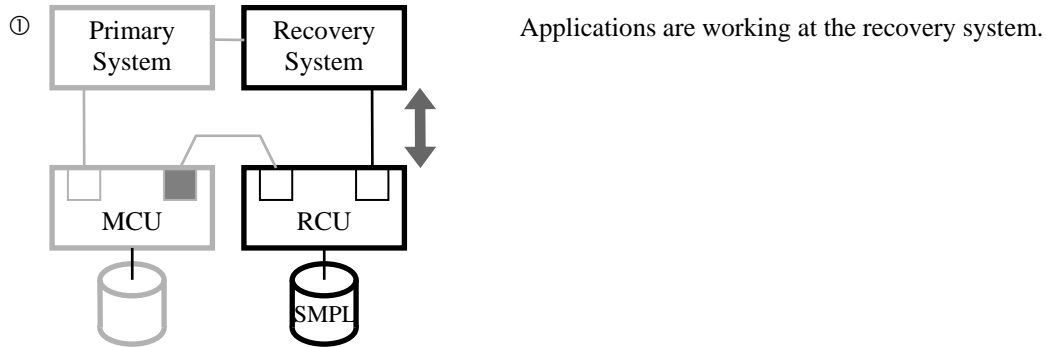 ①
Primary
System
Recovery
System
Applications are working at the recovery system.
MCU
RCU
SMPL